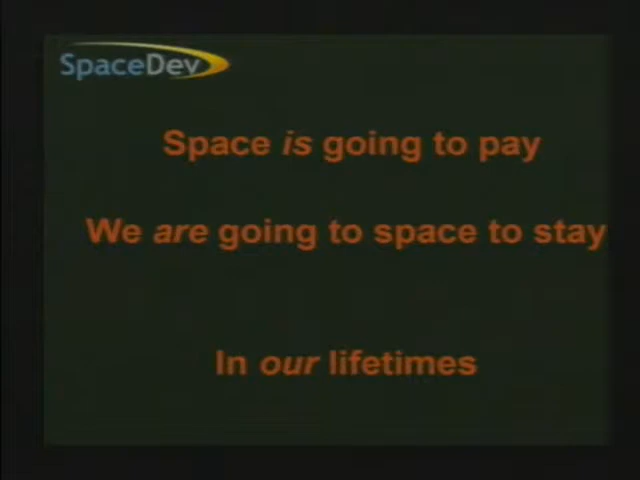 SpaceDev
Space is going to pay
We are going to space to stay
In our lifetimes